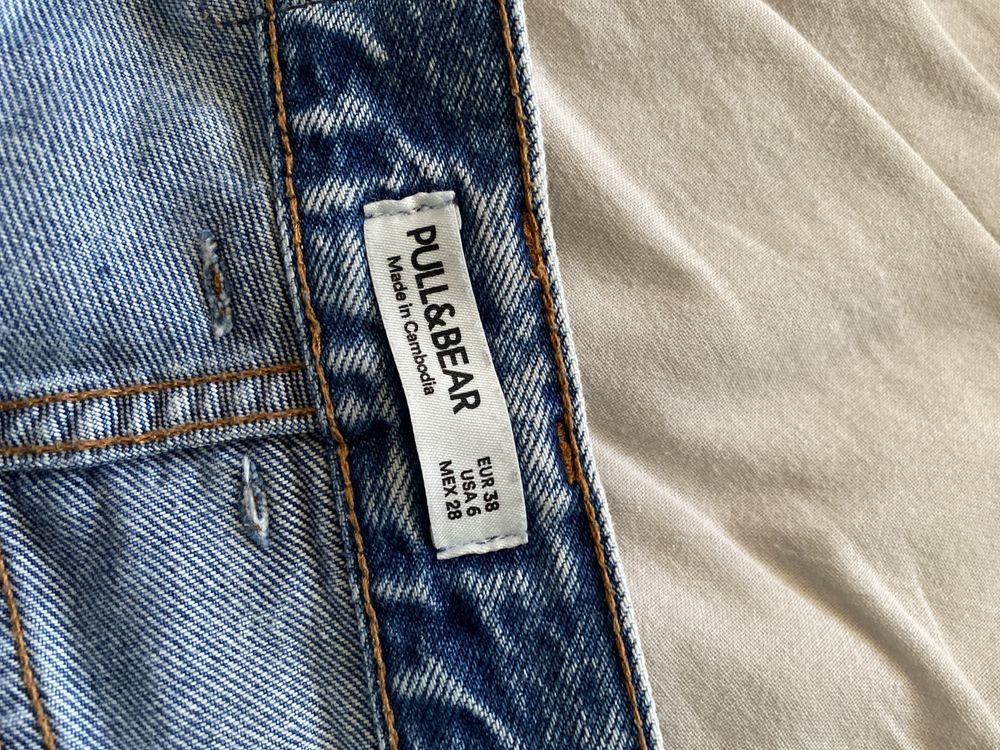 PULL&BEAR
Made in Cambodia
EUR 38
USA 6
MEX 28